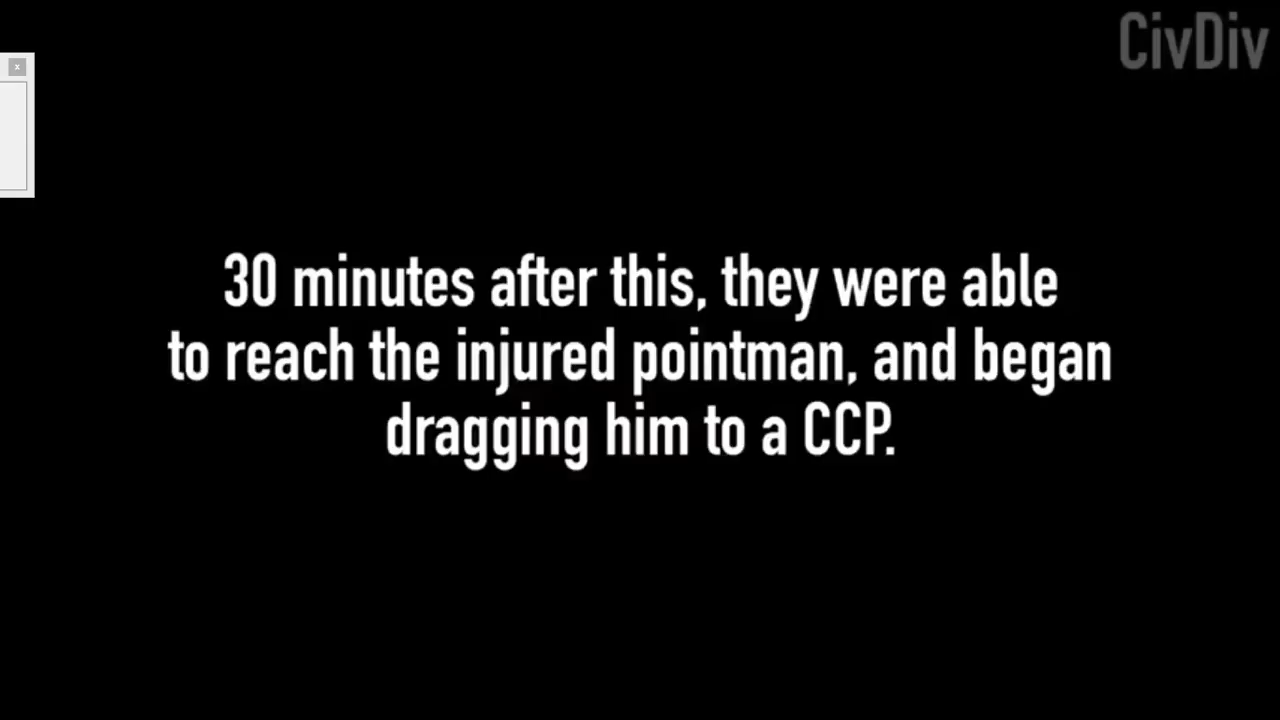 CivDiv
x
30 minutes after this, they were able
to reach the injured pointman, and began
dragging him to a CCP.